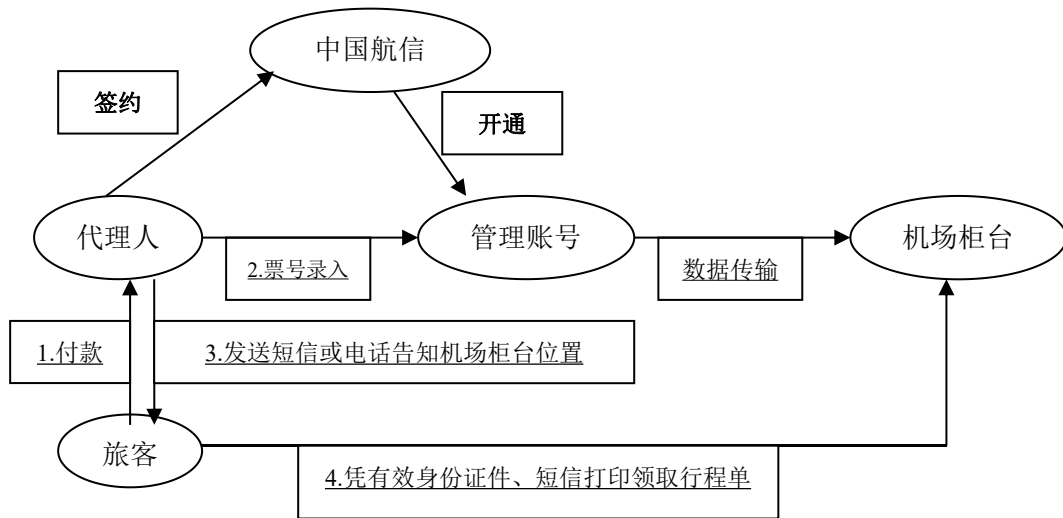 中国航信
签约
开通
代理人
管理账号
机场柜台
2.票号录入
数据传输
1.付款
3.发送短信或电话告知机场柜台位置
旅客
4.凭有效身份证件、短信打印领取行程单